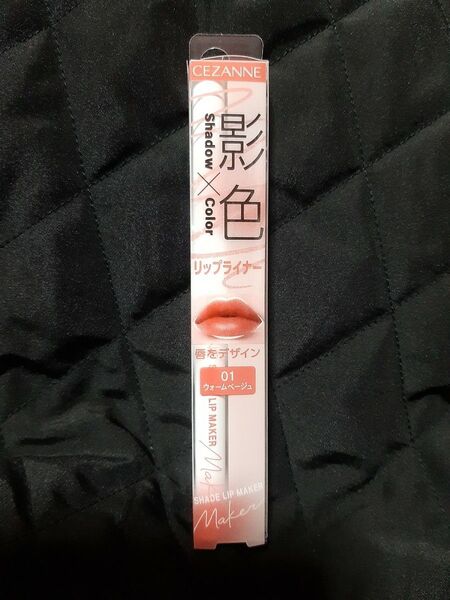 CEZANNE
影色
Shadow × Color
リップライナー
唇をデザイン
01
ウォームベージュ
LIP MAKER
SHADE LIP MAKER
Maker